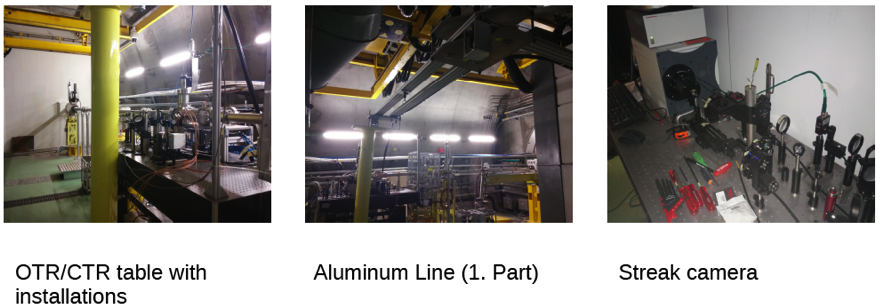 OTR/CTR table with
installations
Aluminum Line (1. Part)
Streak camera